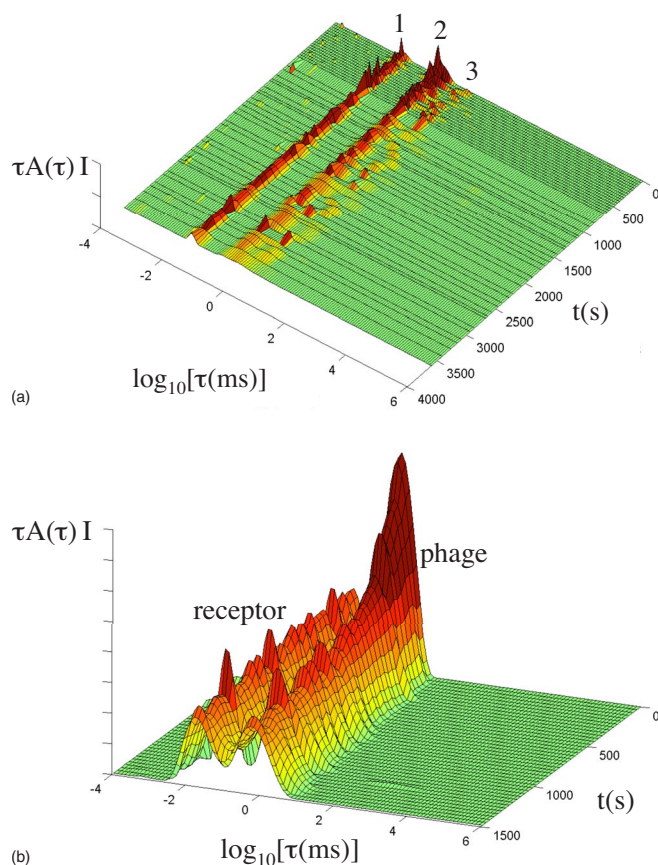 1 2 3
τA(τ) I
-4 -2 0 2 4 6
0 500 1000 1500 2000 2500 3000 3500 4000
t(s)
log₁₀[τ(ms)]
(a)
τA(τ) I
phage
receptor
-4 -2 0 2 4 6
0 500 1000 1500
t(s)
log₁₀[τ(ms)]
(b)